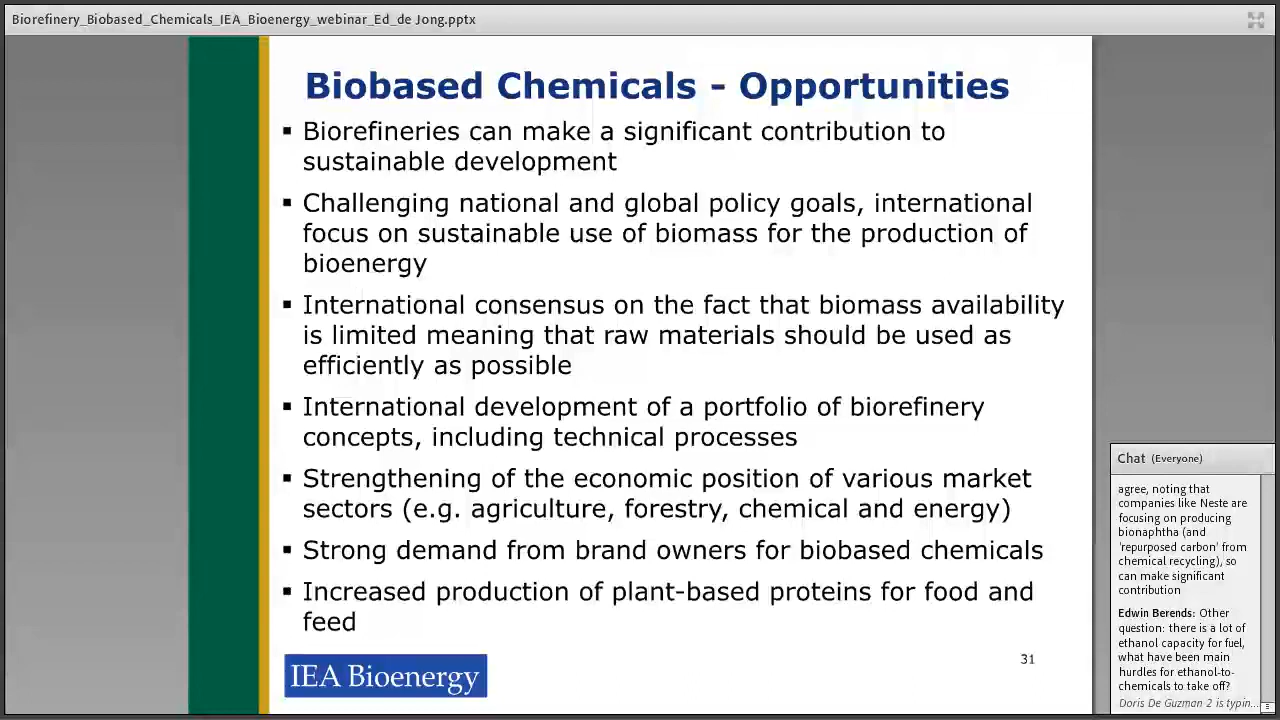 Biorefinery_Biobased_Chemicals_IEA_Bioenergy_webinar_Ed_de Jong.pptx
Biobased Chemicals - Opportunities
▪ Biorefineries can make a significant contribution to
sustainable development
▪ Challenging national and global policy goals, international
focus on sustainable use of biomass for the production of
bioenergy
▪ International consensus on the fact that biomass availability
is limited meaning that raw materials should be used as
efficiently as possible
▪ International development of a portfolio of biorefinery
concepts, including technical processes
▪ Strengthening of the economic position of various market
sectors (e.g. agriculture, forestry, chemical and energy)
▪ Strong demand from brand owners for biobased chemicals
▪ Increased production of plant-based proteins for food and
feed
IEA Bioenergy
31
Chat (Everyone)
agree, noting that
companies like Neste are
focusing on producing
bionaphtha (and
'repurposed carbon' from
chemical recycling), so
can make significant
contribution
Edwin Berends: Other
question: there is a lot of
ethanol capacity for fuel,
what have been main
hurdles for ethanol-to-
chemicals to take off?
Doris De Guzman 2 is typin...